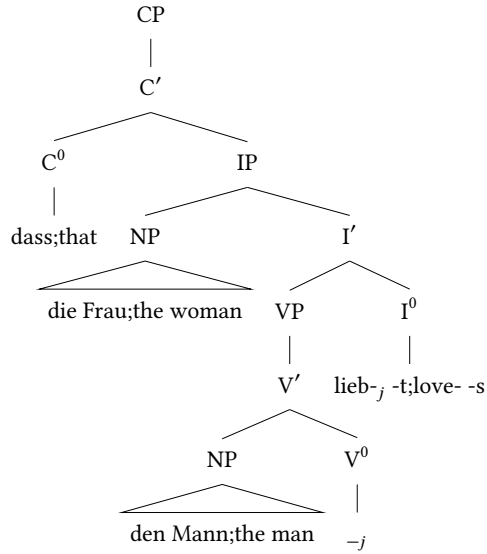 CP
C′
C⁰ IP
dass;that NP I′
die Frau;the woman VP I⁰
V′ lieb-ⱼ -t;love- -s
NP V⁰
den Mann;the man _ⱼ